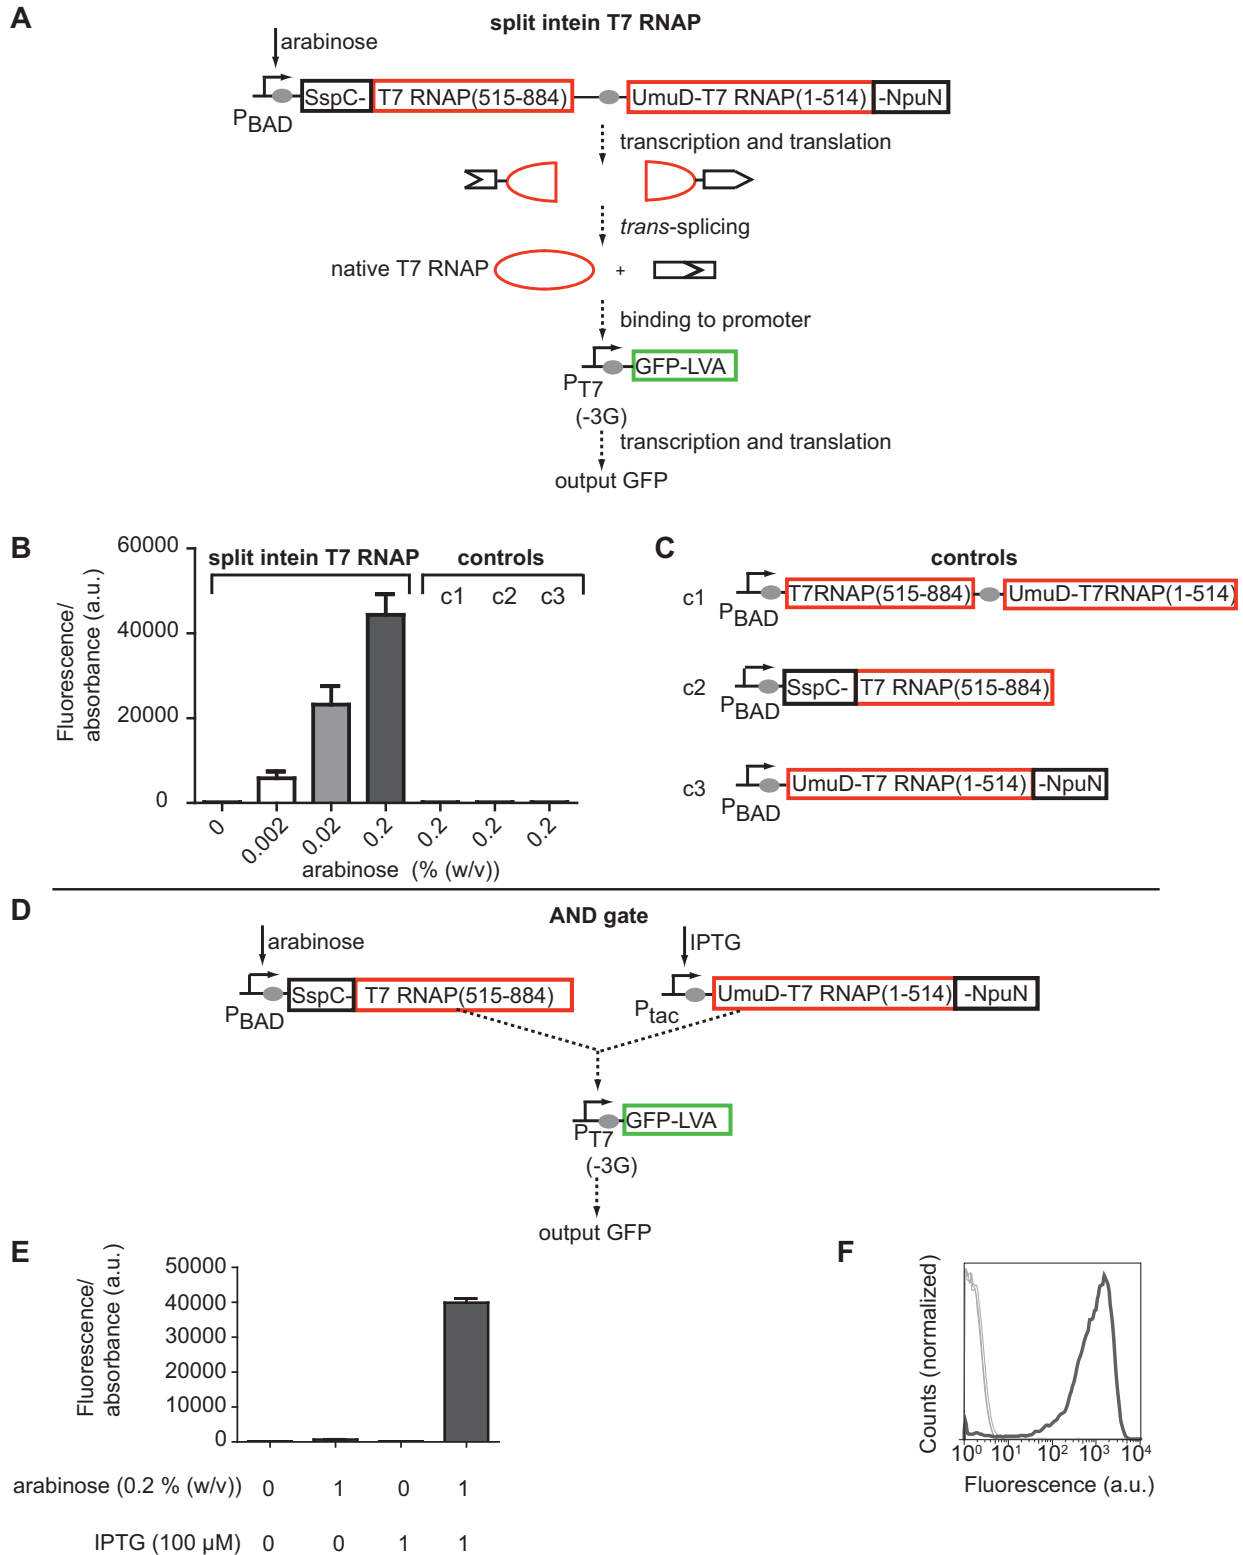 A
split intein T7 RNAP
arabinose
PBAD
SspC-
T7 RNAP(515-884)
UmuD-T7 RNAP(1-514)
-NpuN
transcription and translation
trans-splicing
native T7 RNAP
+
binding to promoter
PT7
(-3G)
GFP-LVA
transcription and translation
output GFP
B
Fluorescence/
absorbance (a.u.)
60000
40000
20000
0
split intein T7 RNAP
controls
c1 c2 c3
0 0.002 0.02 0.2 0.2 0.2 0.2
arabinose (% (w/v))
C
controls
c1
PBAD
T7RNAP(515-884)
UmuD-T7RNAP(1-514)
c2
PBAD
SspC-
T7 RNAP(515-884)
c3
PBAD
UmuD-T7 RNAP(1-514)
-NpuN
D
AND gate
arabinose
PBAD
SspC-
T7 RNAP(515-884)
IPTG
Ptac
UmuD-T7 RNAP(1-514)
-NpuN
PT7
(-3G)
GFP-LVA
output GFP
E
Fluorescence/
absorbance (a.u.)
50000
40000
30000
20000
10000
0
arabinose (0.2 % (w/v)) 0 1 0 1
IPTG (100 µM) 0 0 1 1
F
Counts (normalized)
10⁰ 10¹ 10² 10³ 10⁴
Fluorescence (a.u.)